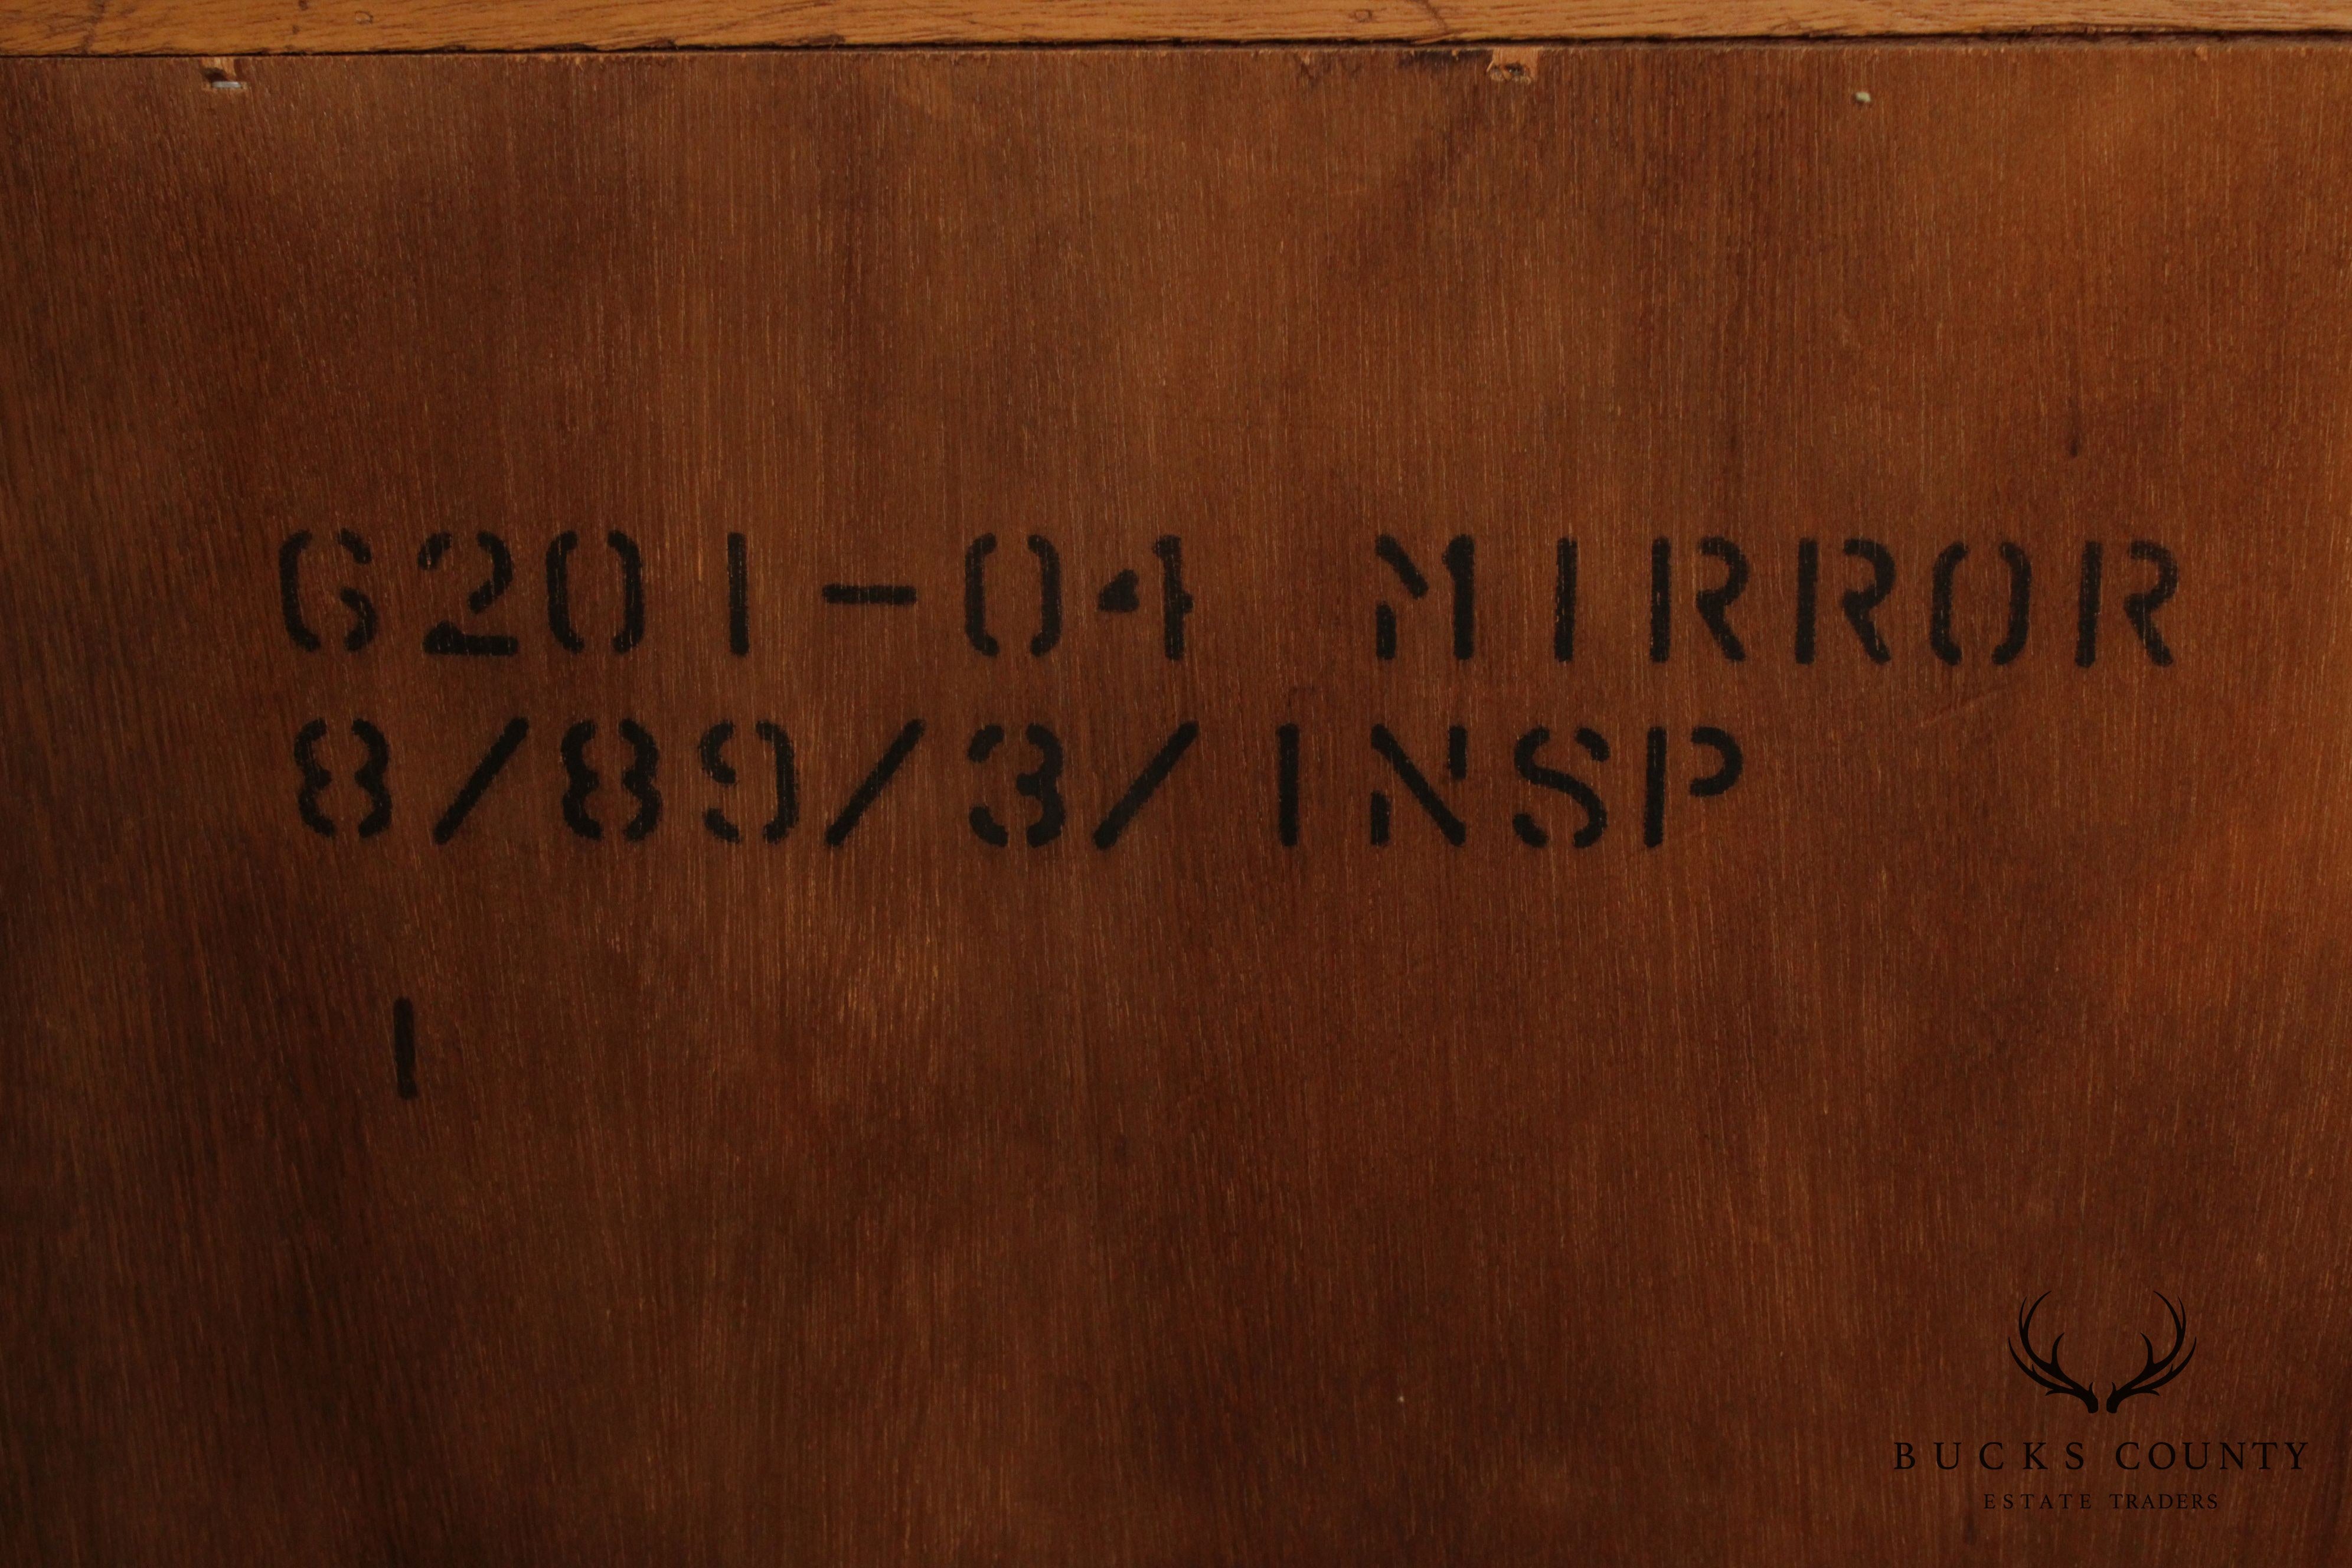 6201-04 MIRROR
8/89/3/INSP
1
BUCKS COUNTY
ESTATE TRADERS